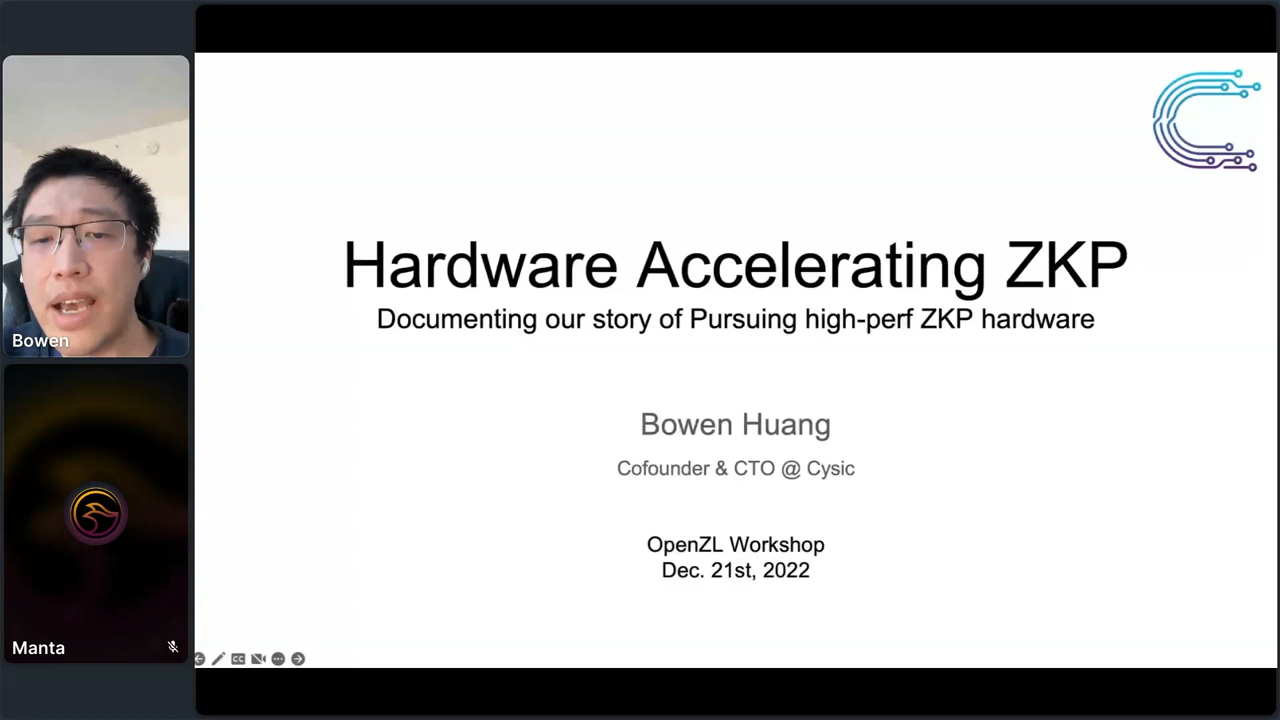 Bowen
Manta
Hardware Accelerating ZKP
Documenting our story of Pursuing high-perf ZKP hardware
Bowen Huang
Cofounder & CTO @ Cysic
OpenZL Workshop
Dec. 21st, 2022
CC